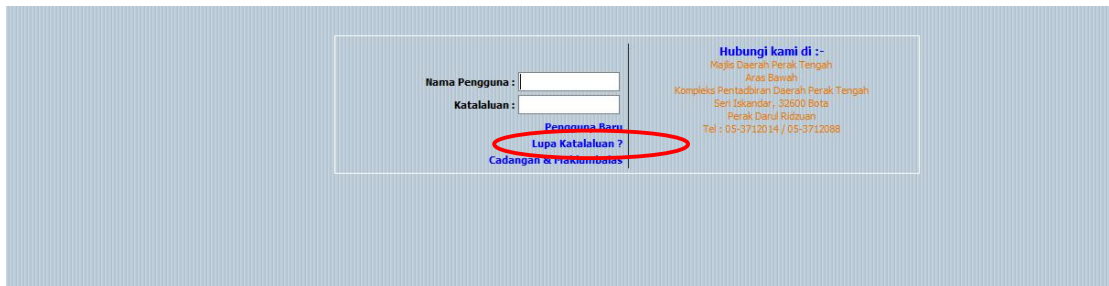 Nama Pengguna :
Katalaluan :
Pengguna Baru
Lupa Katalaluan ?
Cadangan & Maklumbalas
Hubungi kami di :-
Majlis Daerah Perak Tengah
Aras Bawah
Kompleks Pentadbiran Daerah Perak Tengah
Seri Iskandar, 32600 Bota
Perak Darul Ridzuan
Tel : 05-3712014 / 05-3712088